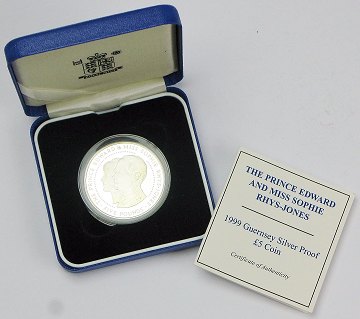 THE PRINCE EDWARD
AND MISS SOPHIE
RHYS-JONES
1999 Guernsey Silver Proof
£5 Coin
Certificate of Authenticity